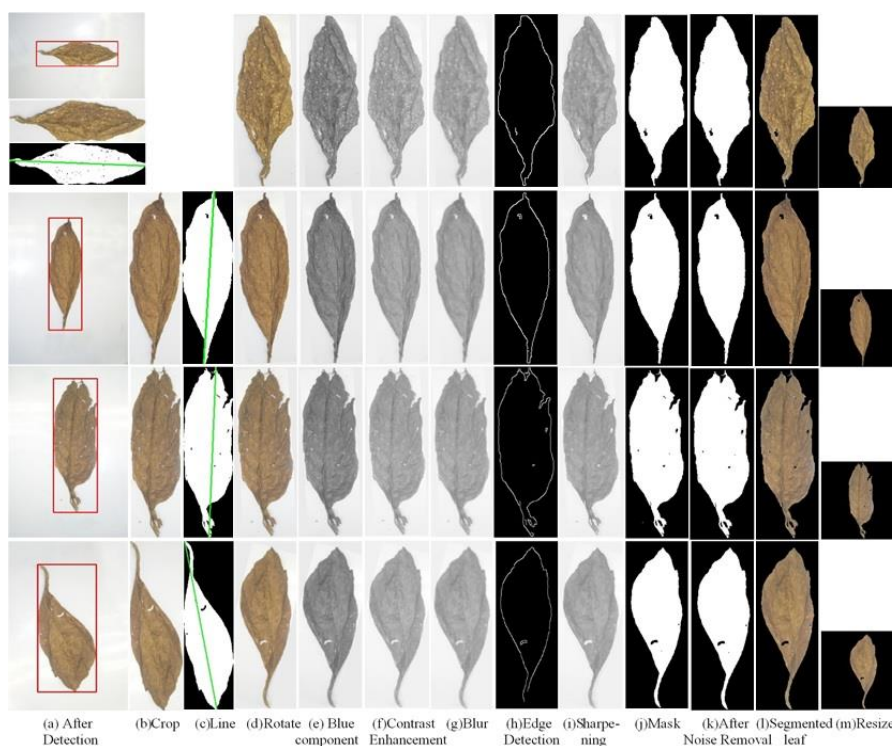 (a) After Detection
(b)Crop
(c)Line
(d)Rotate
(e) Blue component
(f)Contrast Enhancement
(g)Blur
(h)Edge Detection
(i)Sharpe-ning
(j)Mask
(k)After Noise Removal
(l)Segmented leaf
(m)Resize